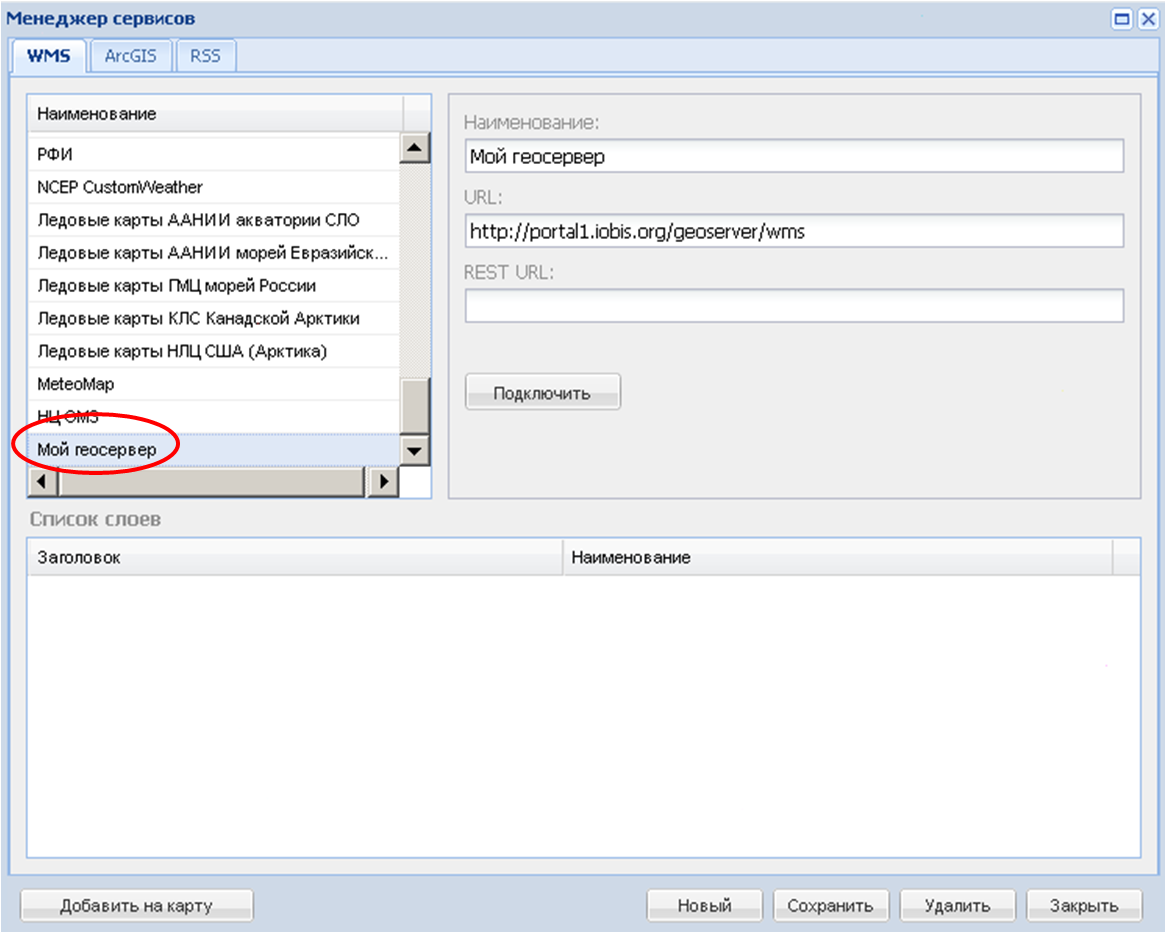 Менеджер сервисов
WMS ArcGIS RSS
Наименование
РФИ
NCEP CustomWeather
Ледовые карты ААНИИ акватории СЛО
Ледовые карты ААНИИ морей Евразийск...
Ледовые карты ГМЦ морей России
Ледовые карты КЛС Канадской Арктики
Ледовые карты НЛЦ США (Арктика)
MeteoMap
НЦ ОМЗ
Мой геосервер
Наименование:
Мой геосервер
URL:
http://portal1.iobis.org/geoserver/wms
REST URL:
Подключить
Список слоев
Заголовок Наименование
Добавить на карту Новый Сохранить Удалить Закрыть